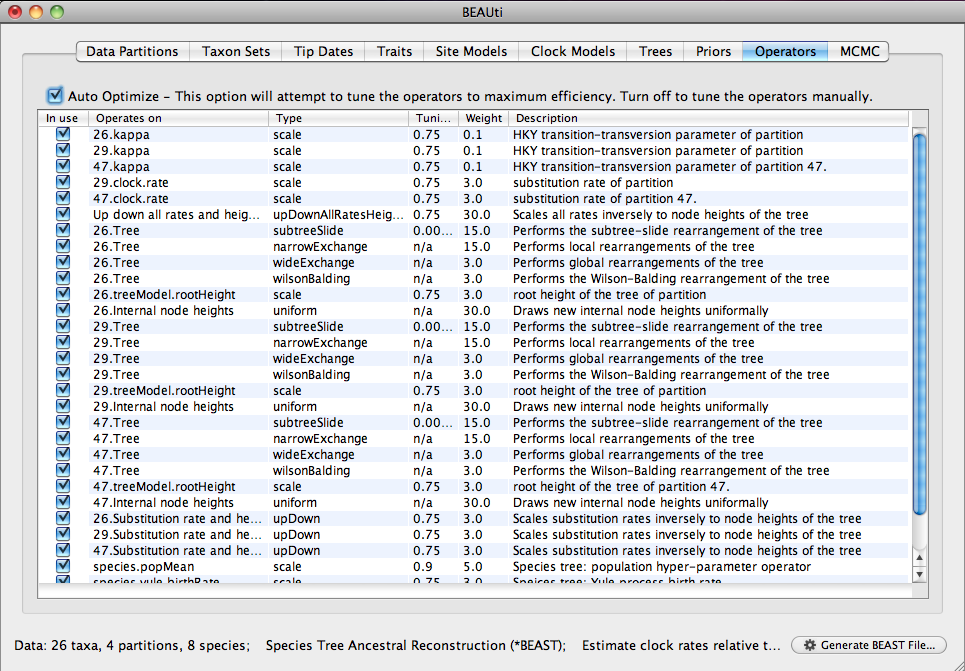 BEAUti
Data Partitions Taxon Sets Tip Dates Traits Site Models Clock Models Trees Priors Operators MCMC
Auto Optimize – This option will attempt to tune the operators to maximum efficiency. Turn off to tune the operators manually.
In use Operates on Type Tuni... Weight Description
26.kappa scale 0.75 0.1 HKY transition-transversion parameter of partition
29.kappa scale 0.75 0.1 HKY transition-transversion parameter of partition
47.kappa scale 0.75 0.1 HKY transition-transversion parameter of partition 47.
29.clock.rate scale 0.75 3.0 substitution rate of partition
47.clock.rate scale 0.75 3.0 substitution rate of partition 47.
Up down all rates and heig... upDownAllRatesHeig... 0.75 30.0 Scales all rates inversely to node heights of the tree
26.Tree subtreeSlide 0.00... 15.0 Performs the subtree-slide rearrangement of the tree
26.Tree narrowExchange n/a 15.0 Performs local rearrangements of the tree
26.Tree wideExchange n/a 3.0 Performs global rearrangements of the tree
26.Tree wilsonBalding n/a 3.0 Performs the Wilson-Balding rearrangement of the tree
26.treeModel.rootHeight scale 0.75 3.0 root height of the tree of partition
26.Internal node heights uniform n/a 30.0 Draws new internal node heights uniformally
29.Tree subtreeSlide 0.00... 15.0 Performs the subtree-slide rearrangement of the tree
29.Tree narrowExchange n/a 15.0 Performs local rearrangements of the tree
29.Tree wideExchange n/a 3.0 Performs global rearrangements of the tree
29.Tree wilsonBalding n/a 3.0 Performs the Wilson-Balding rearrangement of the tree
29.treeModel.rootHeight scale 0.75 3.0 root height of the tree of partition
29.Internal node heights uniform n/a 30.0 Draws new internal node heights uniformally
47.Tree subtreeSlide 0.00... 15.0 Performs the subtree-slide rearrangement of the tree
47.Tree narrowExchange n/a 15.0 Performs local rearrangements of the tree
47.Tree wideExchange n/a 3.0 Performs global rearrangements of the tree
47.Tree wilsonBalding n/a 3.0 Performs the Wilson-Balding rearrangement of the tree
47.treeModel.rootHeight scale 0.75 3.0 root height of the tree of partition 47.
47.Internal node heights uniform n/a 30.0 Draws new internal node heights uniformally
26.Substitution rate and he... upDown 0.75 3.0 Scales substitution rates inversely to node heights of the tree
29.Substitution rate and he... upDown 0.75 3.0 Scales substitution rates inversely to node heights of the tree
47.Substitution rate and he... upDown 0.75 3.0 Scales substitution rates inversely to node heights of the tree
species.popMean scale 0.9 5.0 Species tree: population hyper-parameter operator
species.yule.birthRate scale 0.75 3.0 Speices tree: Yule process birth rate
Data: 26 taxa, 4 partitions, 8 species; Species Tree Ancestral Reconstruction (*BEAST); Estimate clock rates relative t... Generate BEAST File...